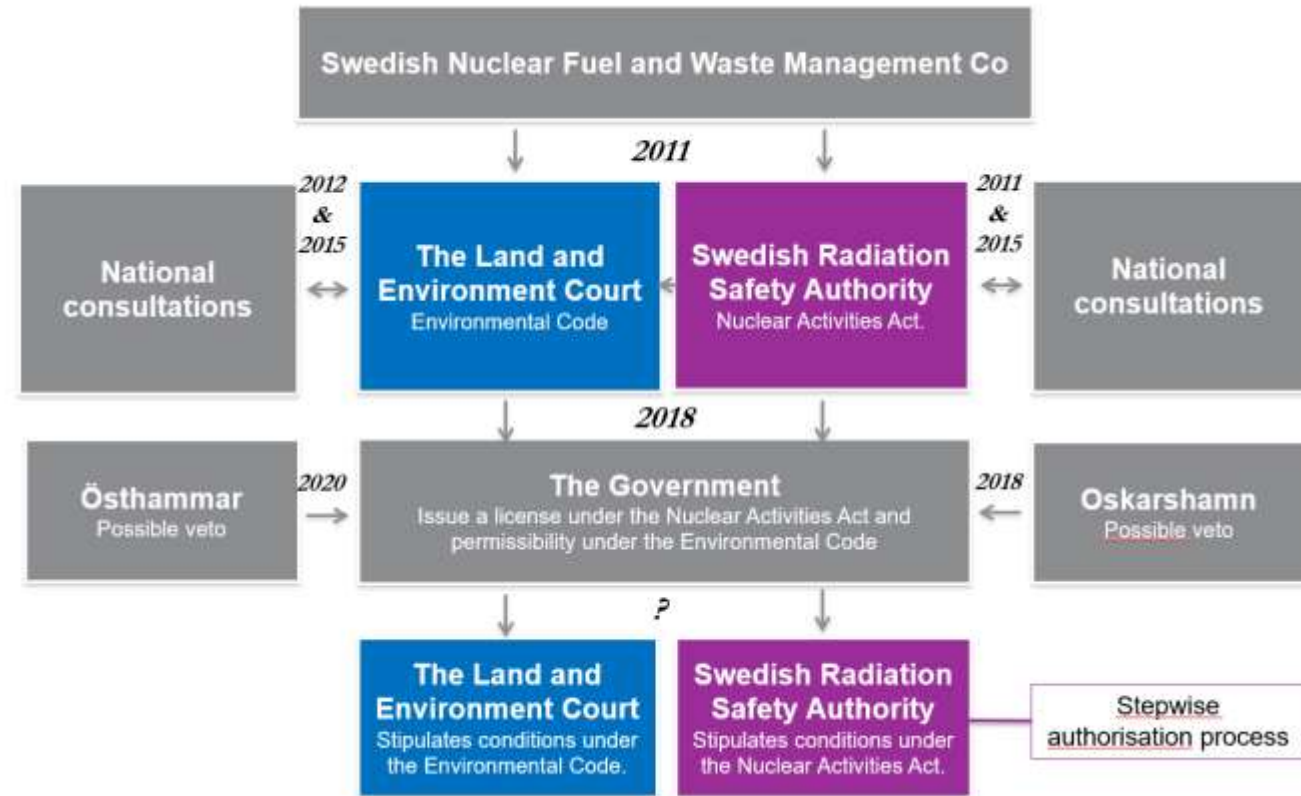 Swedish Nuclear Fuel and Waste Management Co
2011
National
consultations
2012
&
2015
The Land and
Environment Court
Environmental Code
Swedish Radiation
Safety Authority
Nuclear Activities Act.
2011
&
2015
National
consultations
2018
Östhammar
Possible veto
2020
The Government
Issue a license under the Nuclear Activities Act and
permissibility under the Environmental Code
2018
Oskarshamn
Possible veto
?
The Land and
Environment Court
Stipulates conditions under
the Environmental Code.
Swedish Radiation
Safety Authority
Stipulates conditions under
the Nuclear Activities Act.
Stepwise
authorisation process